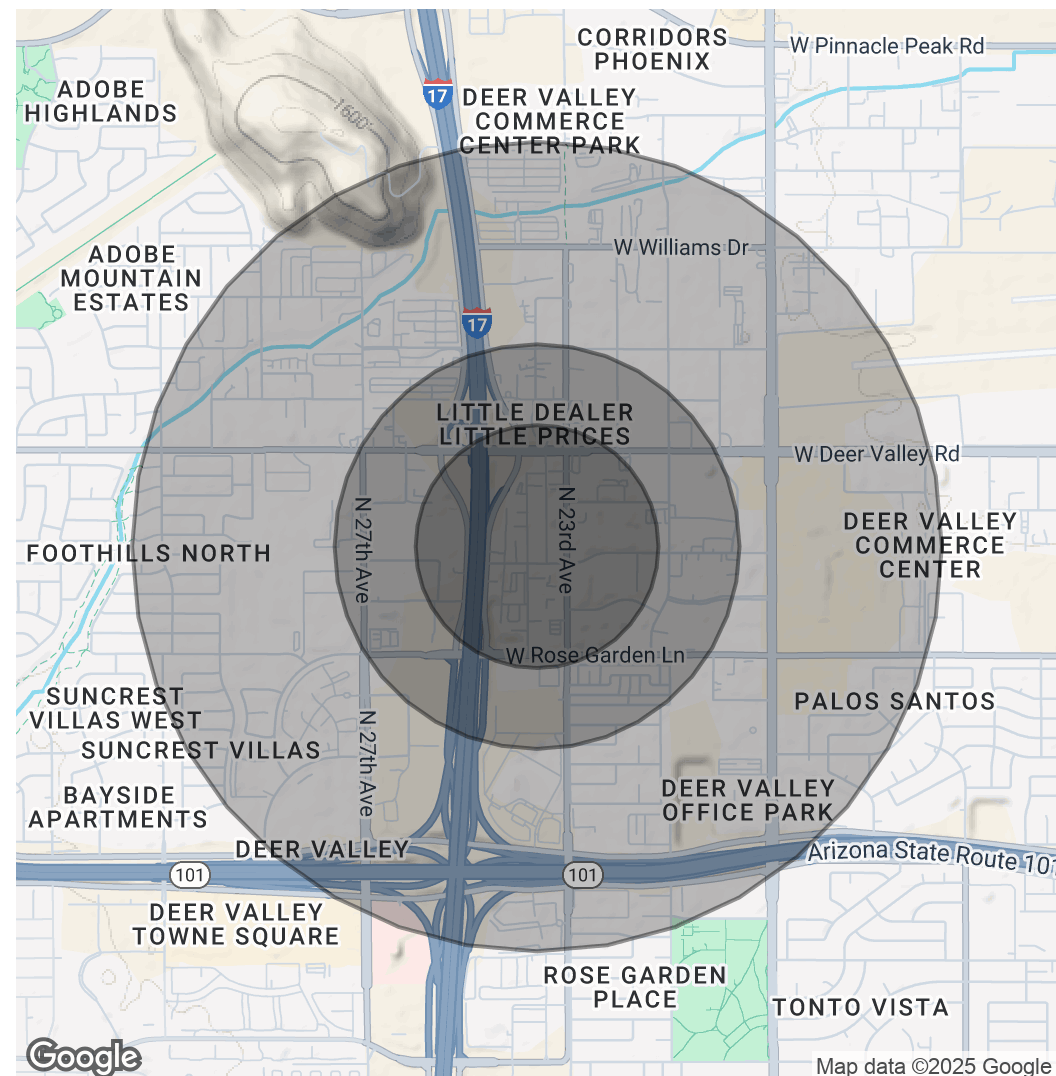 CORRIDORS
PHOENIX
W Pinnacle Peak Rd
ADOBE
HIGHLANDS
17
DEER VALLEY
COMMERCE
CENTER PARK
1600'
W Williams Dr
ADOBE
MOUNTAIN
ESTATES
17
LITTLE DEALER
LITTLE PRICES
W Deer Valley Rd
N 27th Ave
N 23rd Ave
DEER VALLEY
COMMERCE
CENTER
FOOTHILLS NORTH
W Rose Garden Ln
SUNCREST
VILLAS WEST
PALOS SANTOS
SUNCREST VILLAS
N 27th Ave
BAYSIDE
APARTMENTS
DEER VALLEY
OFFICE PARK
DEER VALLEY
Arizona State Route 101
101
101
DEER VALLEY
TOWNE SQUARE
ROSE GARDEN
PLACE
TONTO VISTA
Google
Map data ©2025 Google